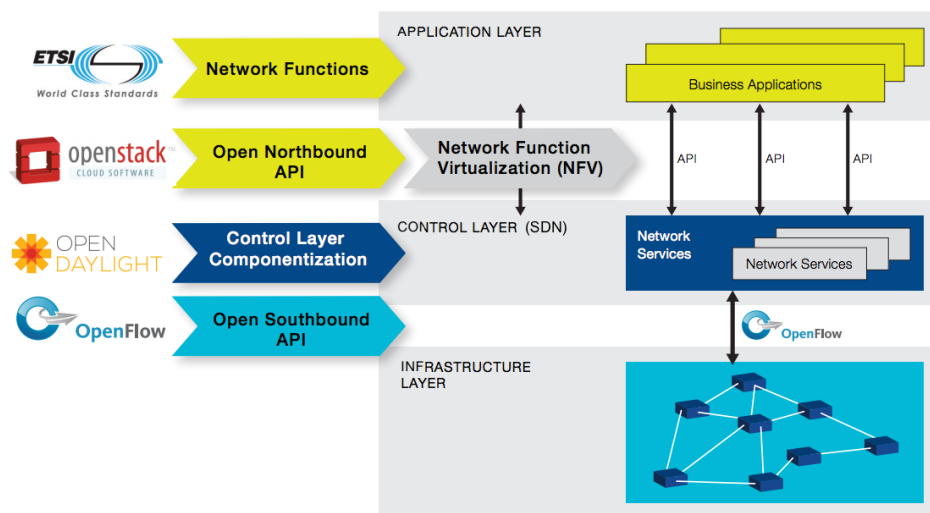 APPLICATION LAYER
ETSI
World Class Standards
Network Functions
Business Applications
openstack™
CLOUD SOFTWARE
Open Northbound
API
Network Function
Virtualization (NFV)
API
API
API
CONTROL LAYER (SDN)
OPEN
DAYLIGHT
Control Layer
Componentization
Network
Services
Network Services
OpenFlow
Open Southbound
API
OpenFlow
INFRASTRUCTURE
LAYER